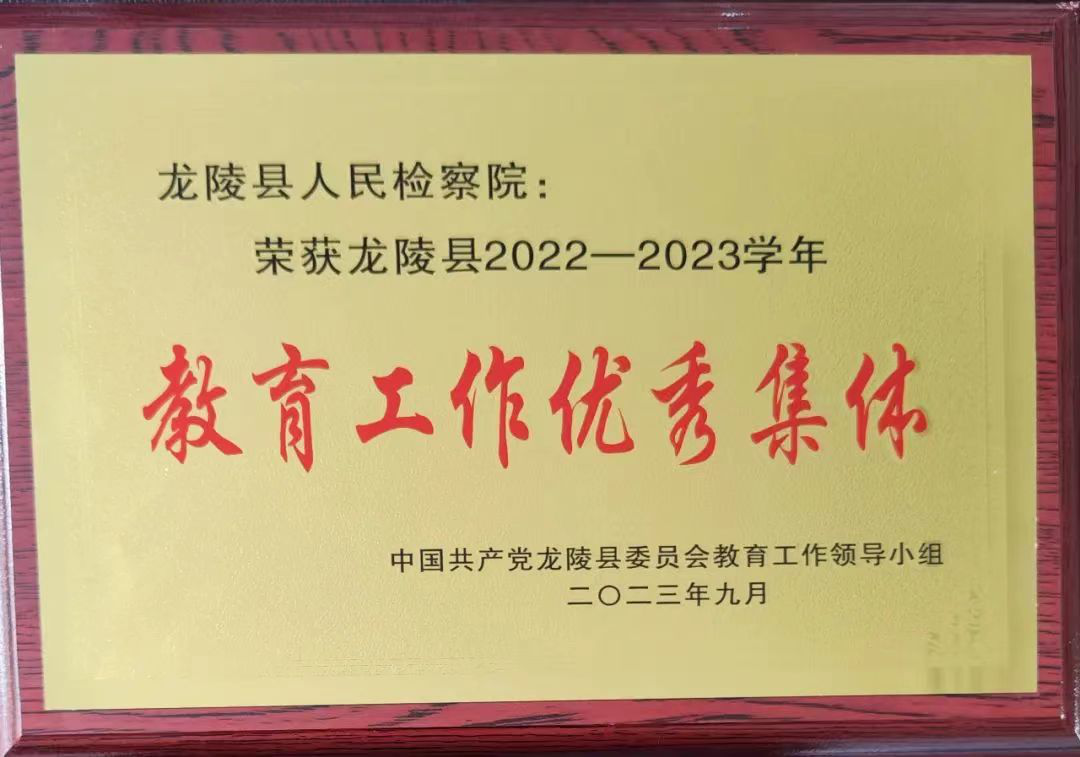 龙陵县人民检察院：
荣获龙陵县2022—2023学年
教育工作优秀集体
中国共产党龙陵县委员会教育工作领导小组
二〇二三年九月